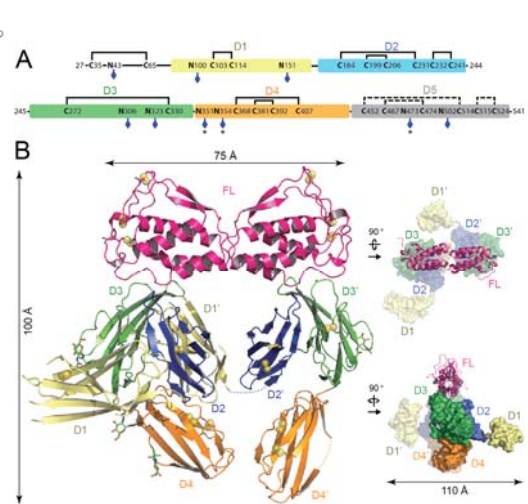 A
D1
D2
27 C35 N43 C65 N100 C103 C114 N151 C184 C199 C206 C231 C232 C241 244
D3
D4
D5
245 C272 N306 N323 C330 N351 N354 C368 C381 C392 C407 C452 C467 N473 C474 N502 C514 C515 C524 541
* * *
B
75 Å
FL
100 Å
D3
D3'
D1'
D2
D2'
D1
D4
D4'
90°
D1'
D2'
D3
D3'
D2
FL
D1
90°
FL
D3
D2
D1'
D2'
D1
D4'
D4
110 Å